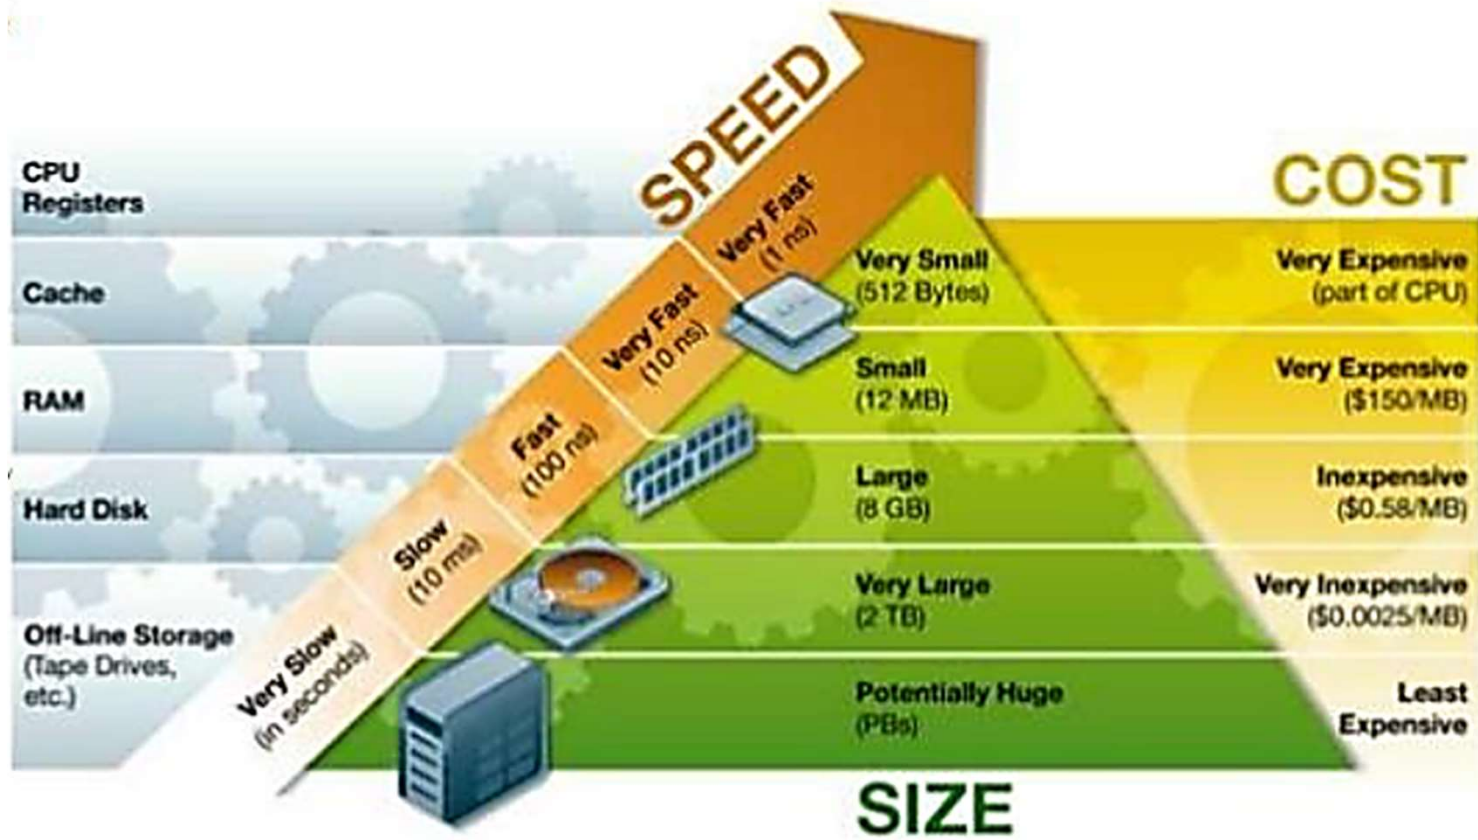 SPEED
COST
CPU
Registers
Very Fast
(1 ns)
Very Small
(512 Bytes)
Very Expensive
(part of CPU)
Cache
Very Fast
(10 ns)
Small
(12 MB)
Very Expensive
($150/MB)
RAM
Fast
(100 ns)
Large
(8 GB)
Inexpensive
($0.58/MB)
Hard Disk
Slow
(10 ms)
Very Large
(2 TB)
Very Inexpensive
($0.0025/MB)
Off-Line Storage
(Tape Drives,
etc.)
Very Slow
(in seconds)
Potentially Huge
(PBs)
Least
Expensive
SIZE